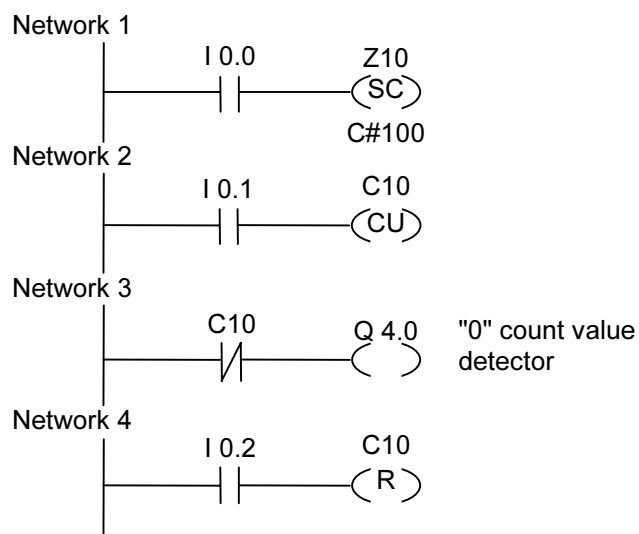 Network 1
I 0.0 Z10
SC
C#100
Network 2
I 0.1 C10
CU
Network 3
C10 Q 4.0 "0" count value
detector
Network 4
I 0.2 C10
R